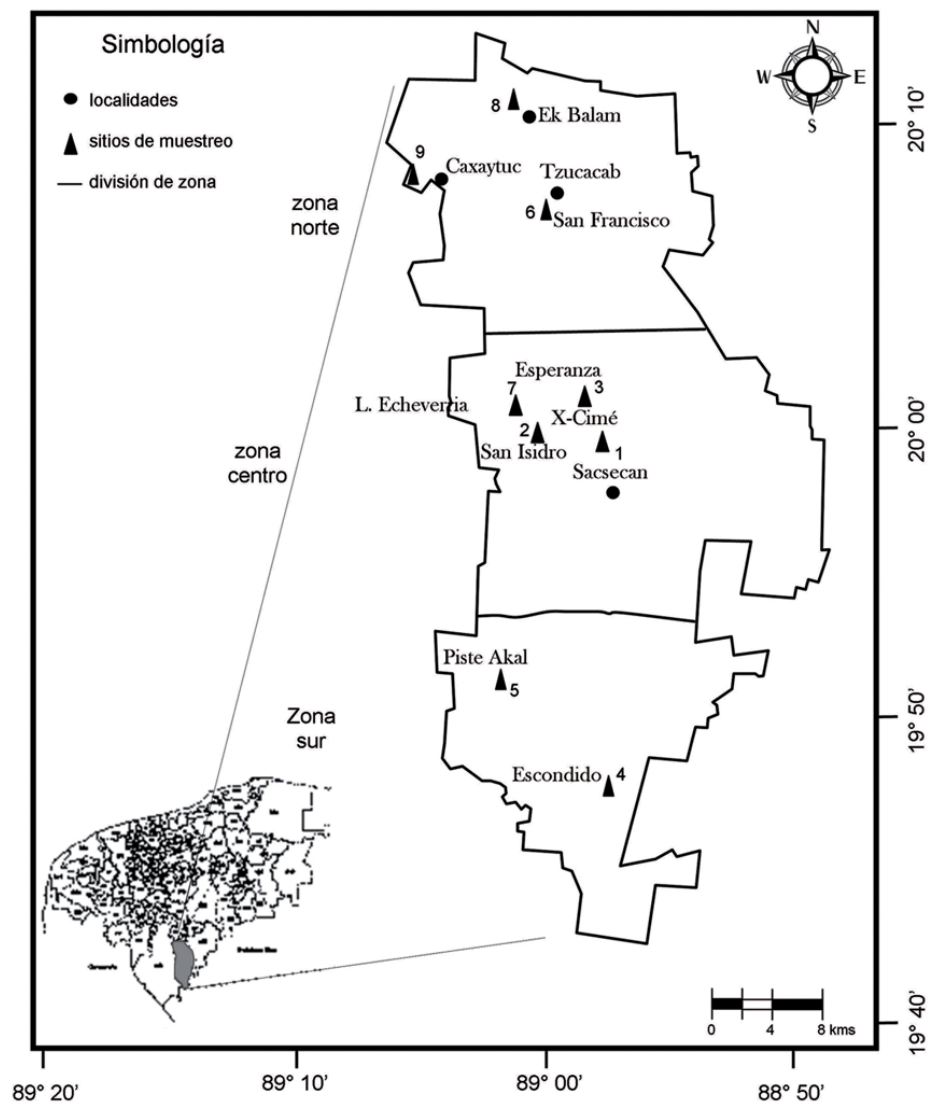 Simbología
localidades
sitios de muestreo
división de zona
N
W E
S
8
Ek Balam
20° 10'
9
Caxaytuc
Tzucacab
6
San Francisco
zona
norte
Esperanza
7
3
L. Echeverria
X-Cimé
20° 00'
2
San Isidro
1
zona
centro
Sacsecan
Piste Akal
5
19° 50'
Zona
sur
Escondido
4
0 4 8 kms
19° 40'
89° 20' 89° 10' 89° 00' 88° 50'